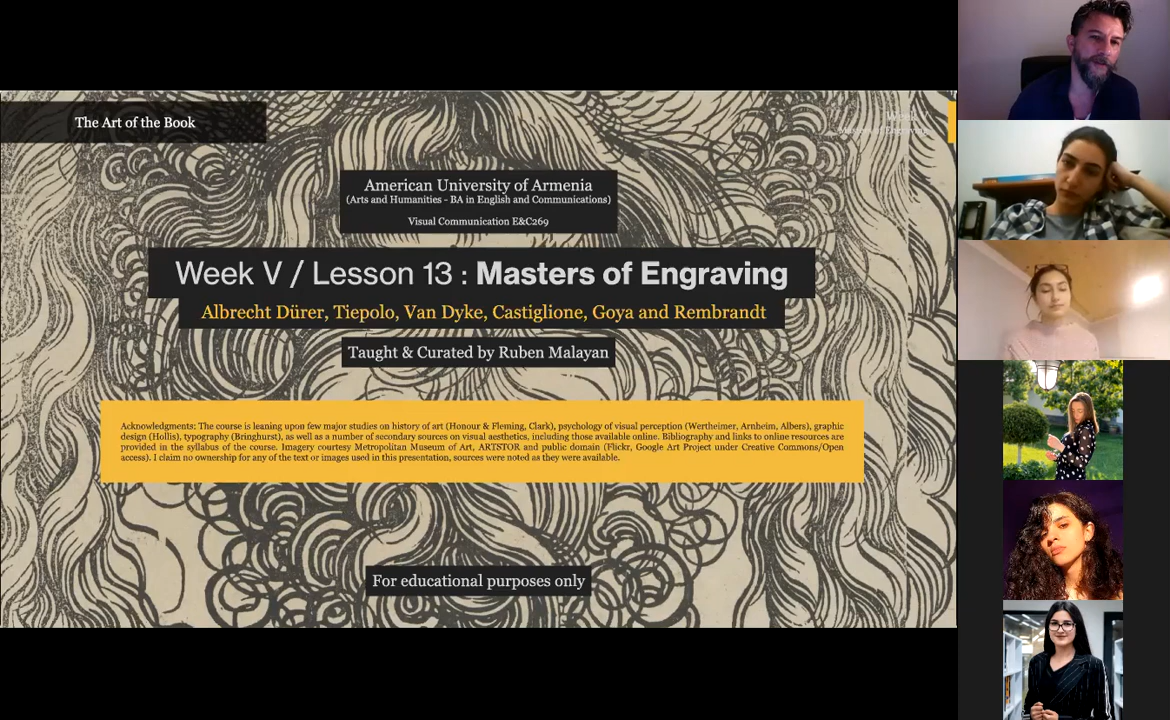 The Art of the Book
American University of Armenia
(Arts and Humanities - BA in English and Communications)
Visual Communication E&C269
Week V / Lesson 13 : Masters of Engraving
Albrecht Dürer, Tiepolo, Van Dyke, Castiglione, Goya and Rembrandt
Taught & Curated by Ruben Malayan
Acknowledgments: The course is leaning upon few major studies on history of art (Honour & Fleming, Clark), psychology of visual perception (Wertheimer, Arnheim, Albers), graphic
design (Hollis), typography (Bringhurst), as well as a number of secondary sources on visual aesthetics, including those available online. Bibliography and links to online resources are
provided in the syllabus of the course. Imagery courtesy Metropolitan Museum of Art, ARTSTOR and public domain (Flickr, Google Art Project under Creative Commons/Open
access). I claim no ownership for any of the text or images used in this presentation, sources were noted as they were available.
For educational purposes only